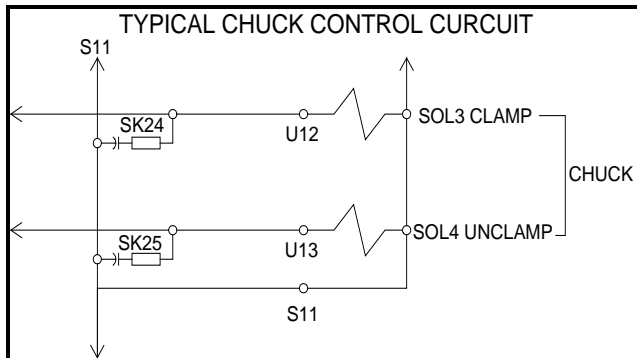 TYPICAL CHUCK CONTROL CURCUIT
S11
SK24
U12
SOL3 CLAMP
CHUCK
SK25
U13
SOL4 UNCLAMP
S11